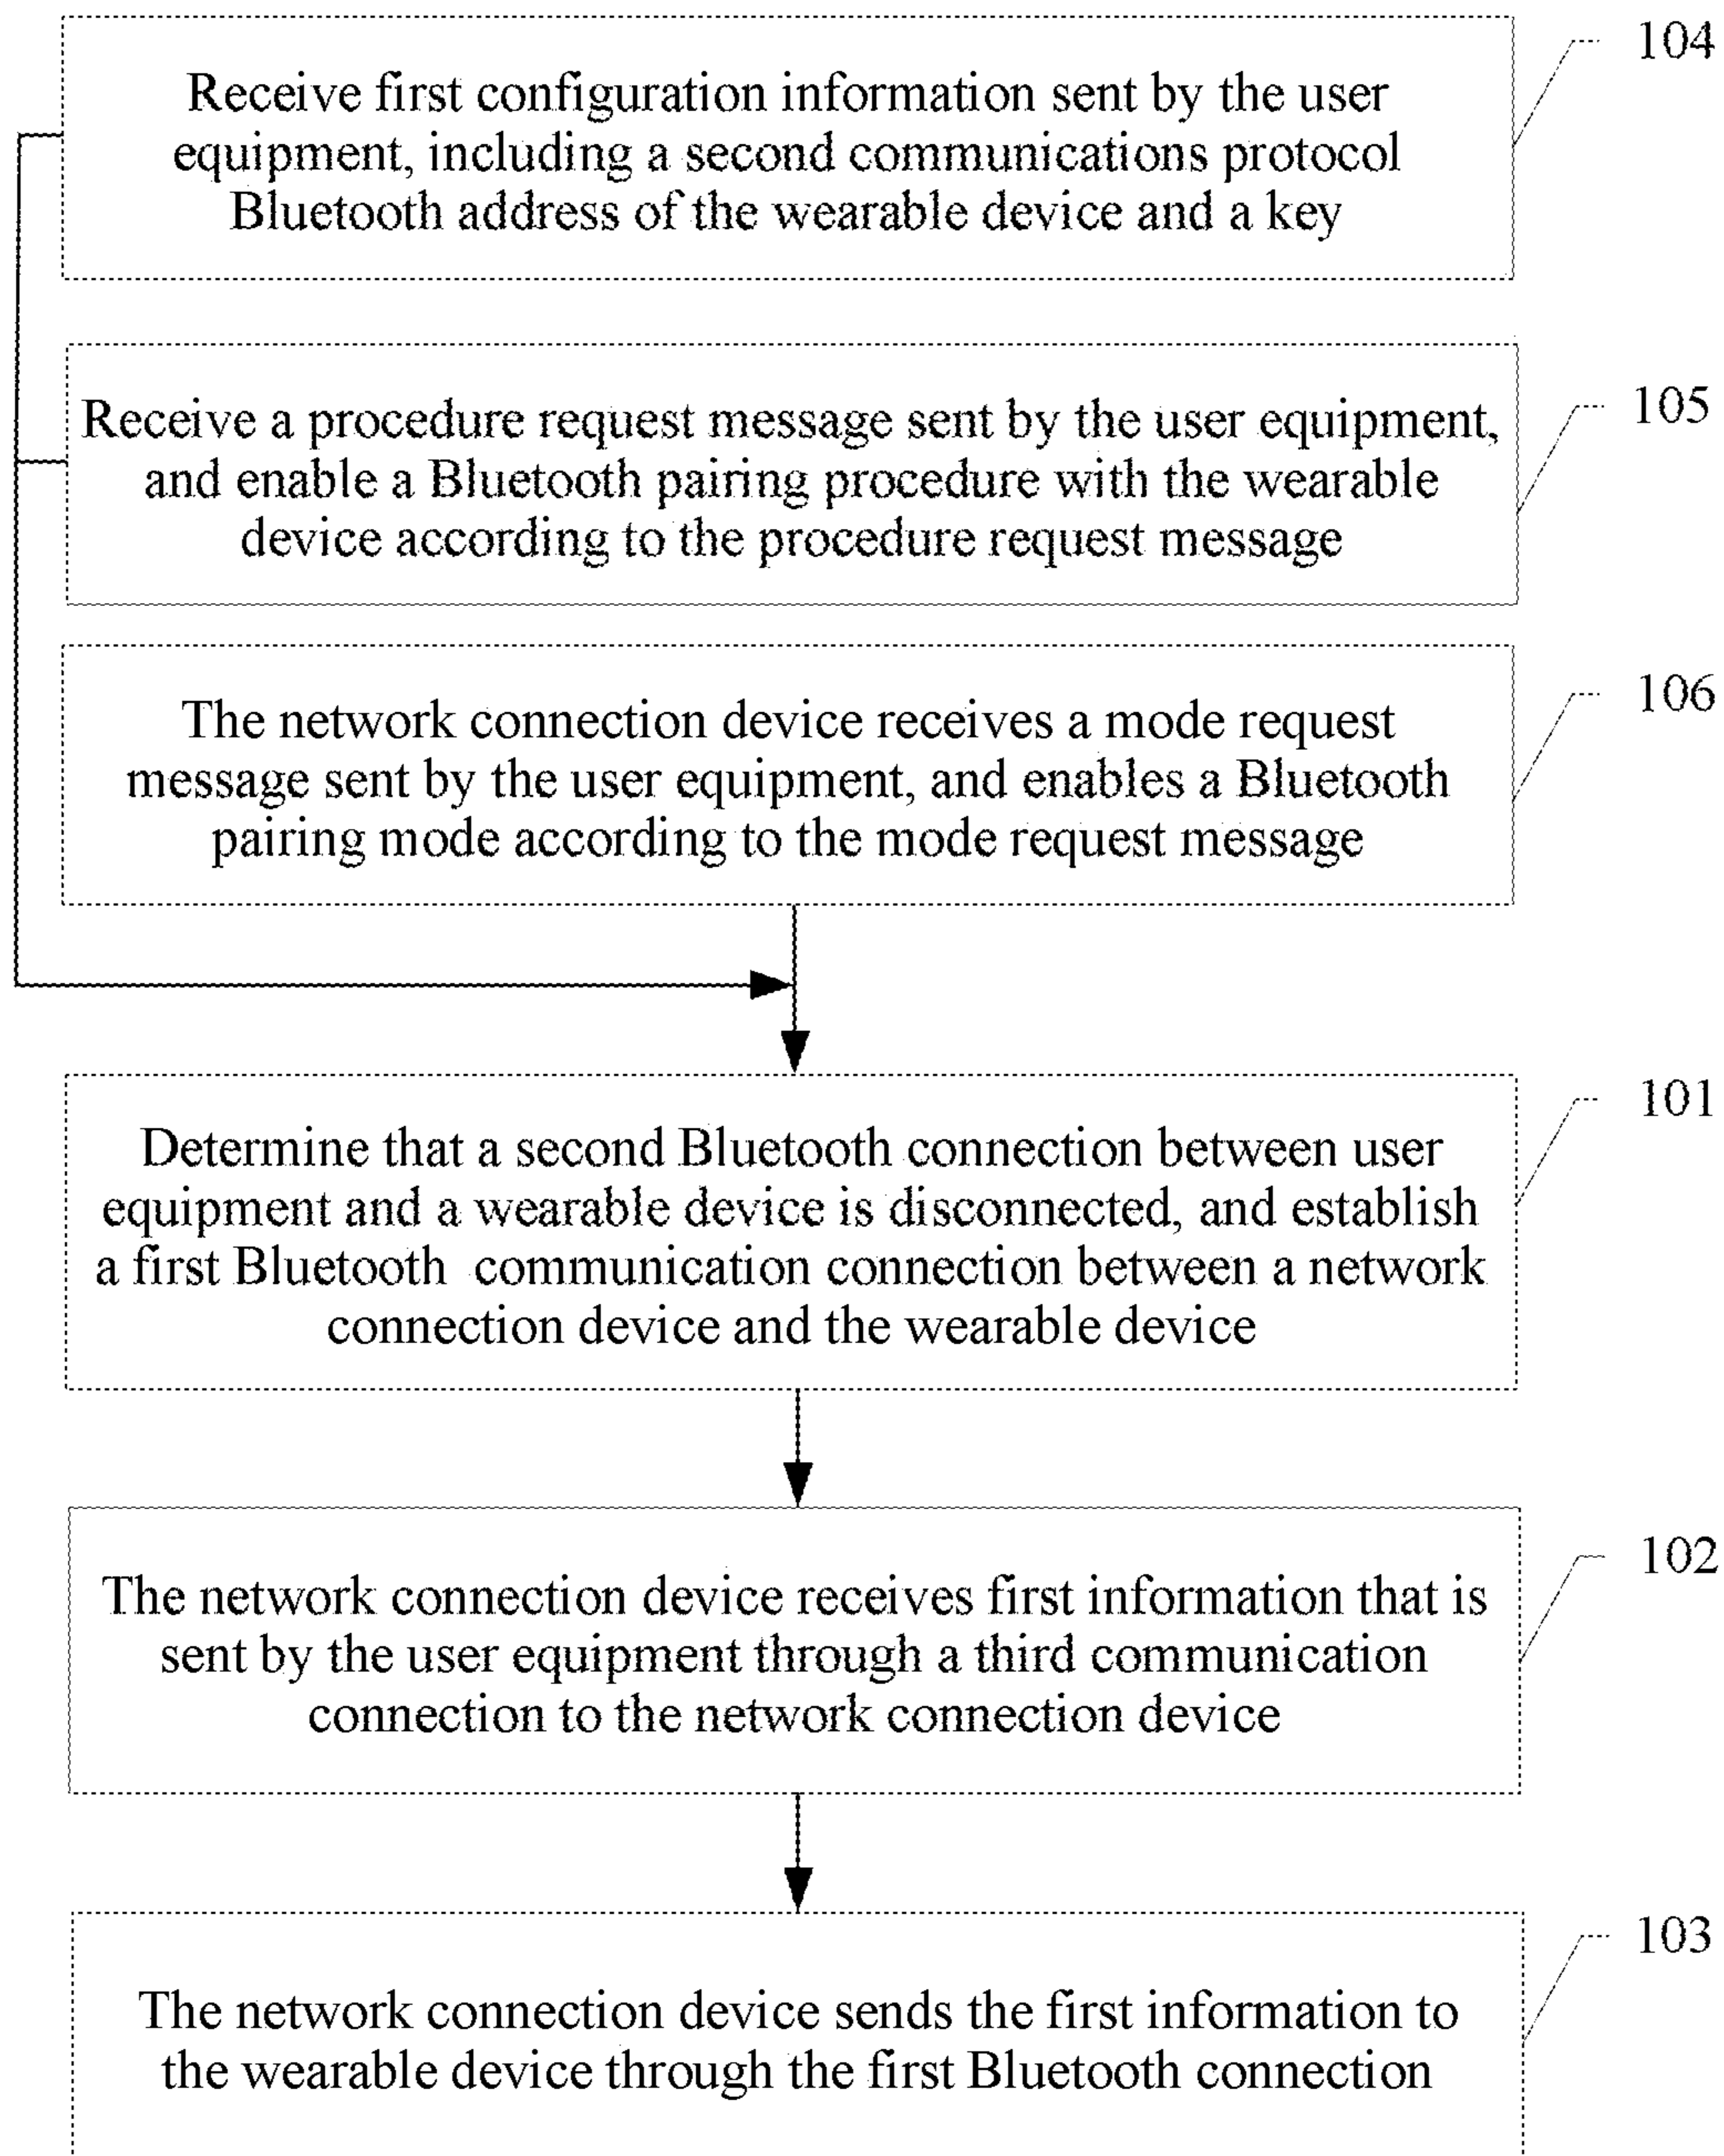 104
Receive first configuration information sent by the user
equipment, including a second communications protocol
Bluetooth address of the wearable device and a key
105
Receive a procedure request message sent by the user equipment,
and enable a Bluetooth pairing procedure with the wearable
device according to the procedure request message
106
The network connection device receives a mode request
message sent by the user equipment, and enables a Bluetooth
pairing mode according to the mode request message
101
Determine that a second Bluetooth connection between user
equipment and a wearable device is disconnected, and establish
a first Bluetooth communication connection between a network
connection device and the wearable device
102
The network connection device receives first information that is
sent by the user equipment through a third communication
connection to the network connection device
103
The network connection device sends the first information to
the wearable device through the first Bluetooth connection